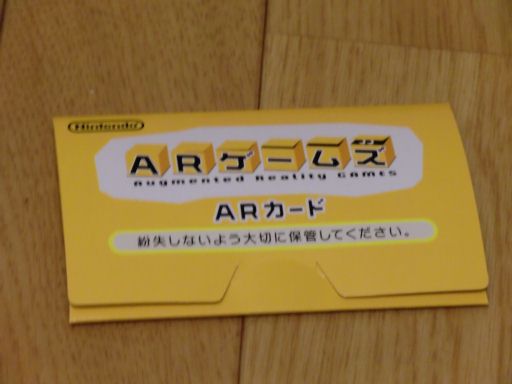 Nintendo
ARゲームズ
Augmented Reality Games
ARカード
紛失しないよう大切に保管してください。